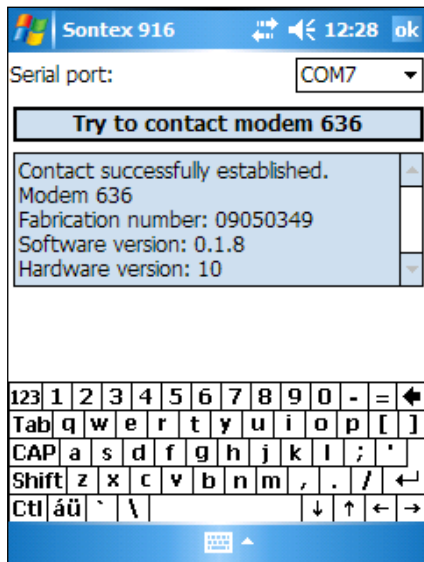 Sontex 916 12:28 ok
Serial port: COM7
Try to contact modem 636
Contact successfully established.
Modem 636
Fabrication number: 09050349
Software version: 0.1.8
Hardware version: 10
123 1 2 3 4 5 6 7 8 9 0 - =
Tab q w e r t y u i o p [ ]
CAP a s d f g h j k l ; '
Shift z x c v b n m , . /
Ctl áü ` \